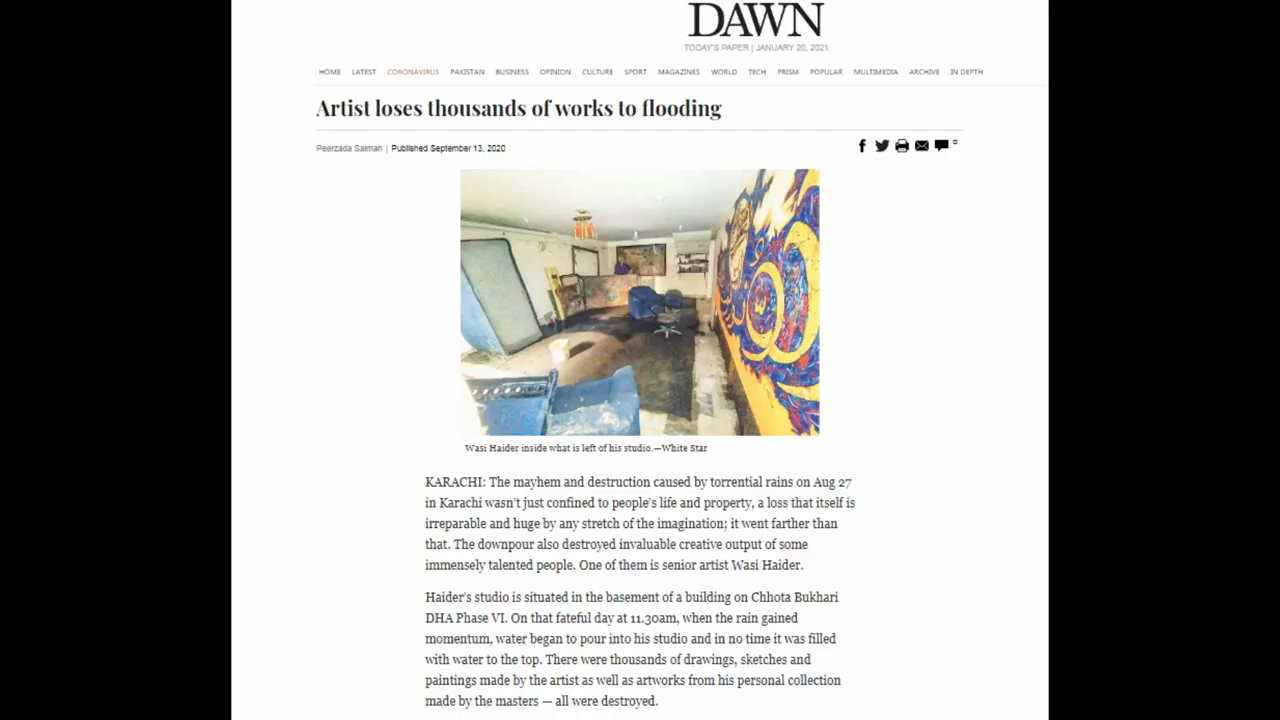 DAWN
TODAY'S PAPER | JANUARY 20, 2021
HOME LATEST CORONAVIRUS PAKISTAN BUSINESS OPINION CULTURE SPORT MAGAZINES WORLD TECH PRISM POPULAR MULTIMEDIA ARCHIVE IN DEPTH
Artist loses thousands of works to flooding
Peerzada Salman | Published September 13, 2020
0
Wasi Haider inside what is left of his studio.—White Star
KARACHI: The mayhem and destruction caused by torrential rains on Aug 27
in Karachi wasn't just confined to people's life and property, a loss that itself is
irreparable and huge by any stretch of the imagination; it went farther than
that. The downpour also destroyed invaluable creative output of some
immensely talented people. One of them is senior artist Wasi Haider.
Haider's studio is situated in the basement of a building on Chhota Bukhari
DHA Phase VI. On that fateful day at 11.30am, when the rain gained
momentum, water began to pour into his studio and in no time it was filled
with water to the top. There were thousands of drawings, sketches and
paintings made by the artist as well as artworks from his personal collection
made by the masters — all were destroyed.